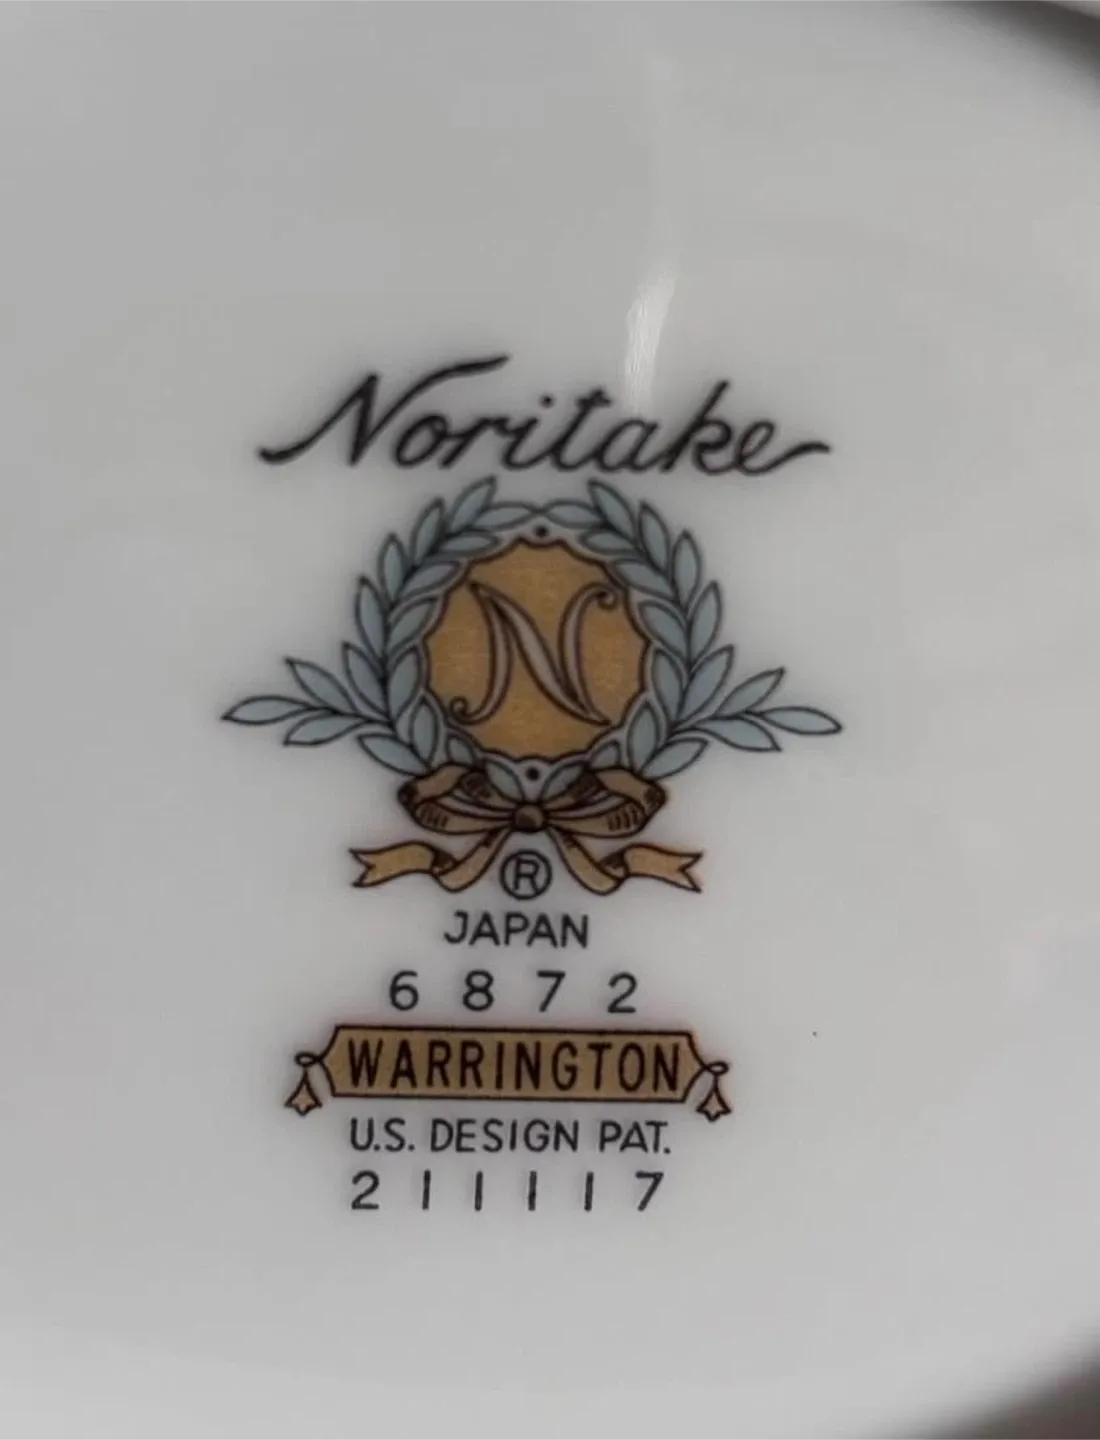 Noritake
N
®
JAPAN
6872
WARRINGTON
U.S. DESIGN PAT.
211117